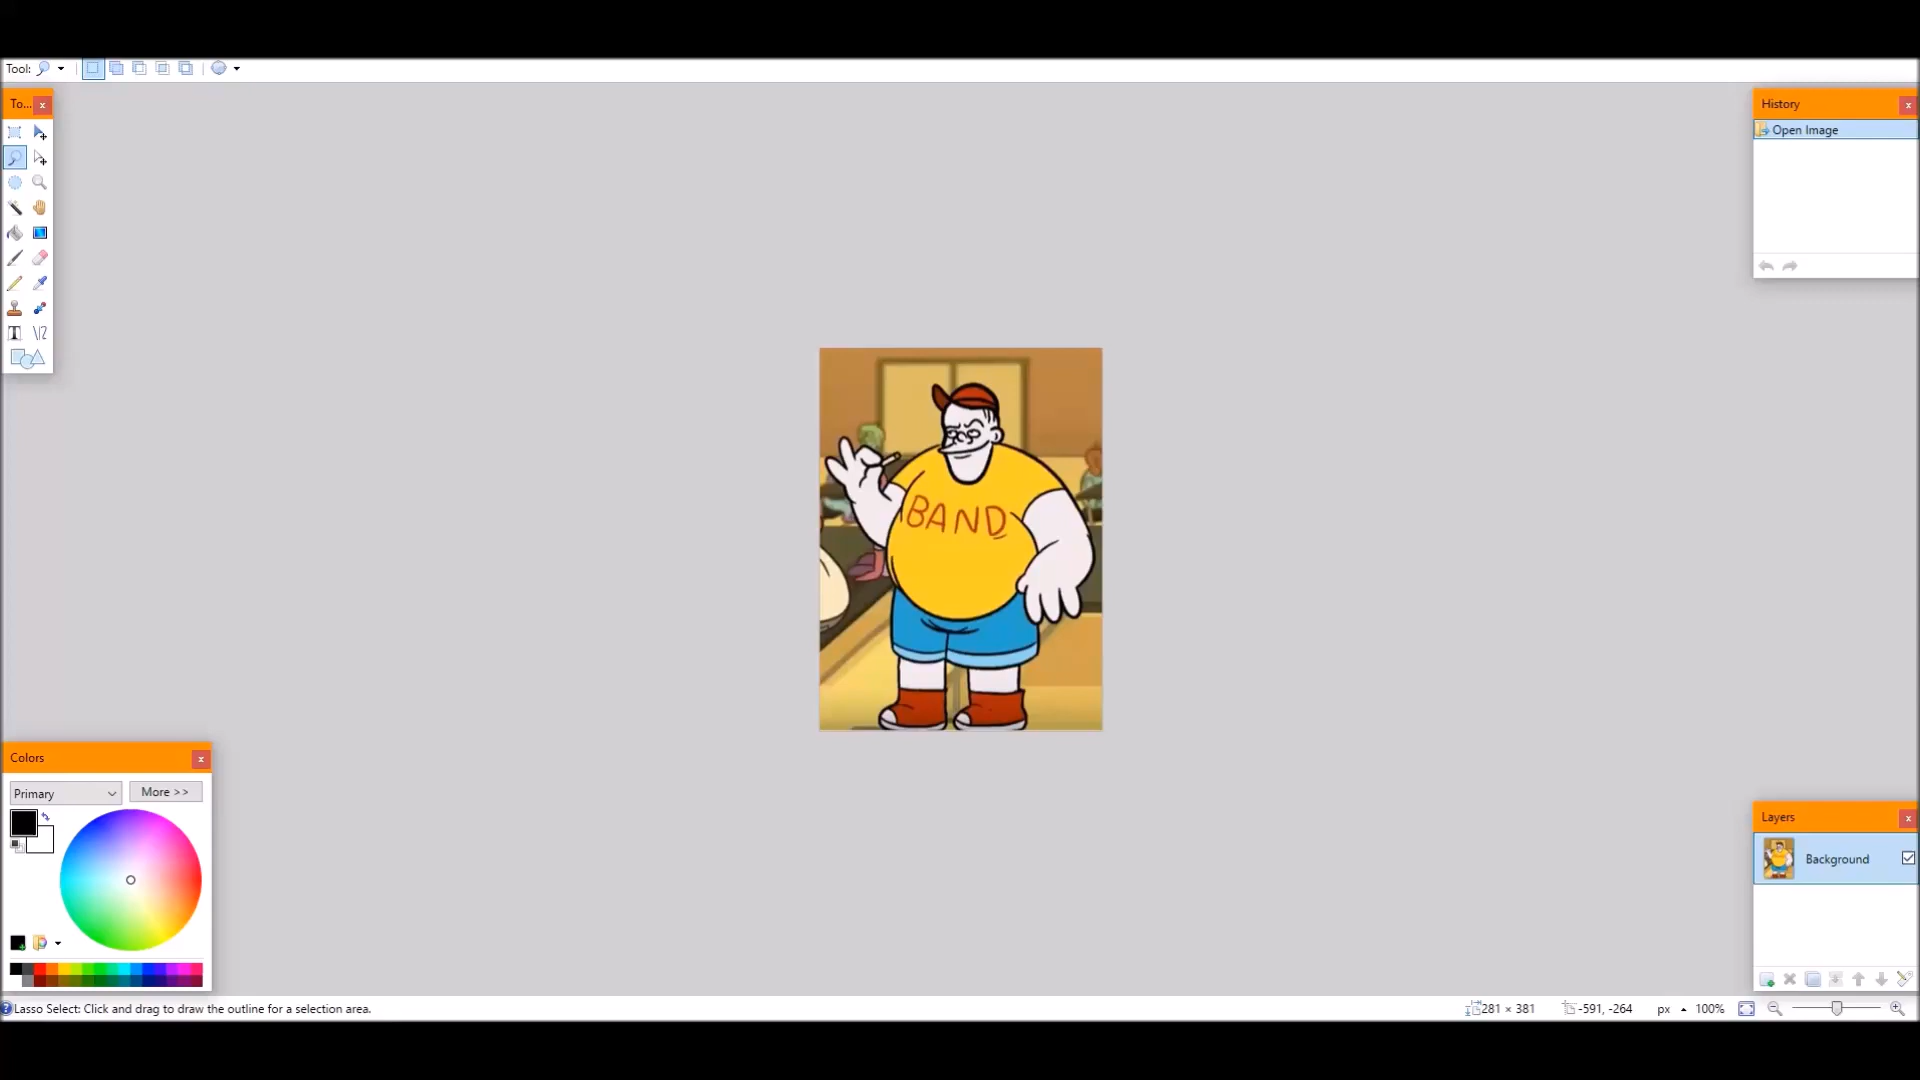 Tool:
To...
History
Open Image
BAND
Colors
Primary
More >>
Layers
Background
Lasso Select: Click and drag to draw the outline for a selection area.
281 × 381
-591, -264
px
100%